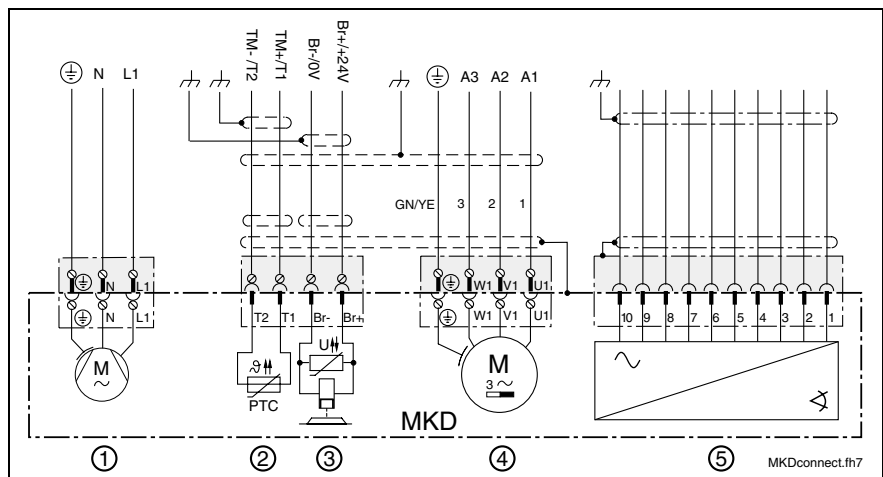 TM-/T2
TM+/T1
Br-/0V
Br+/+24V
N L1
A3 A2 A1
GN/YE 3 2 1
N L1
W1 V1 U1
N L1
T2 T1 Br- Br+
W1 V1 U1
10 9 8 7 6 5 4 3 2 1
U
ϑ
M
~
PTC
M
3 ~
MKD
1 2 3 4 5
MKDconnect.fh7